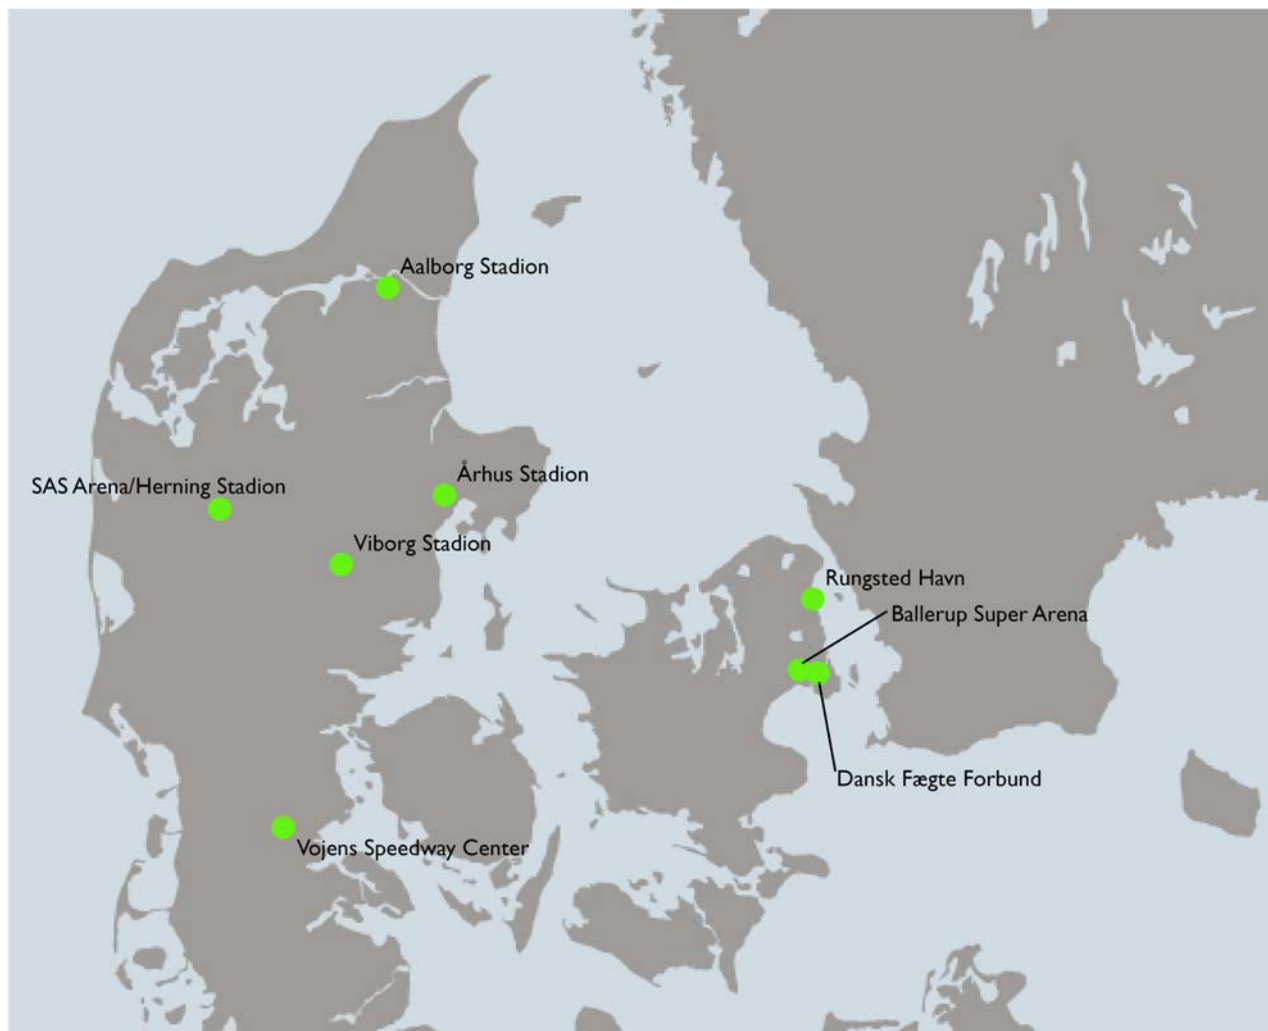 Aalborg Stadion
Århus Stadion
SAS Arena/Herning Stadion
Viborg Stadion
Rungsted Havn
Ballerup Super Arena
Dansk Fægte Forbund
Vojens Speedway Center